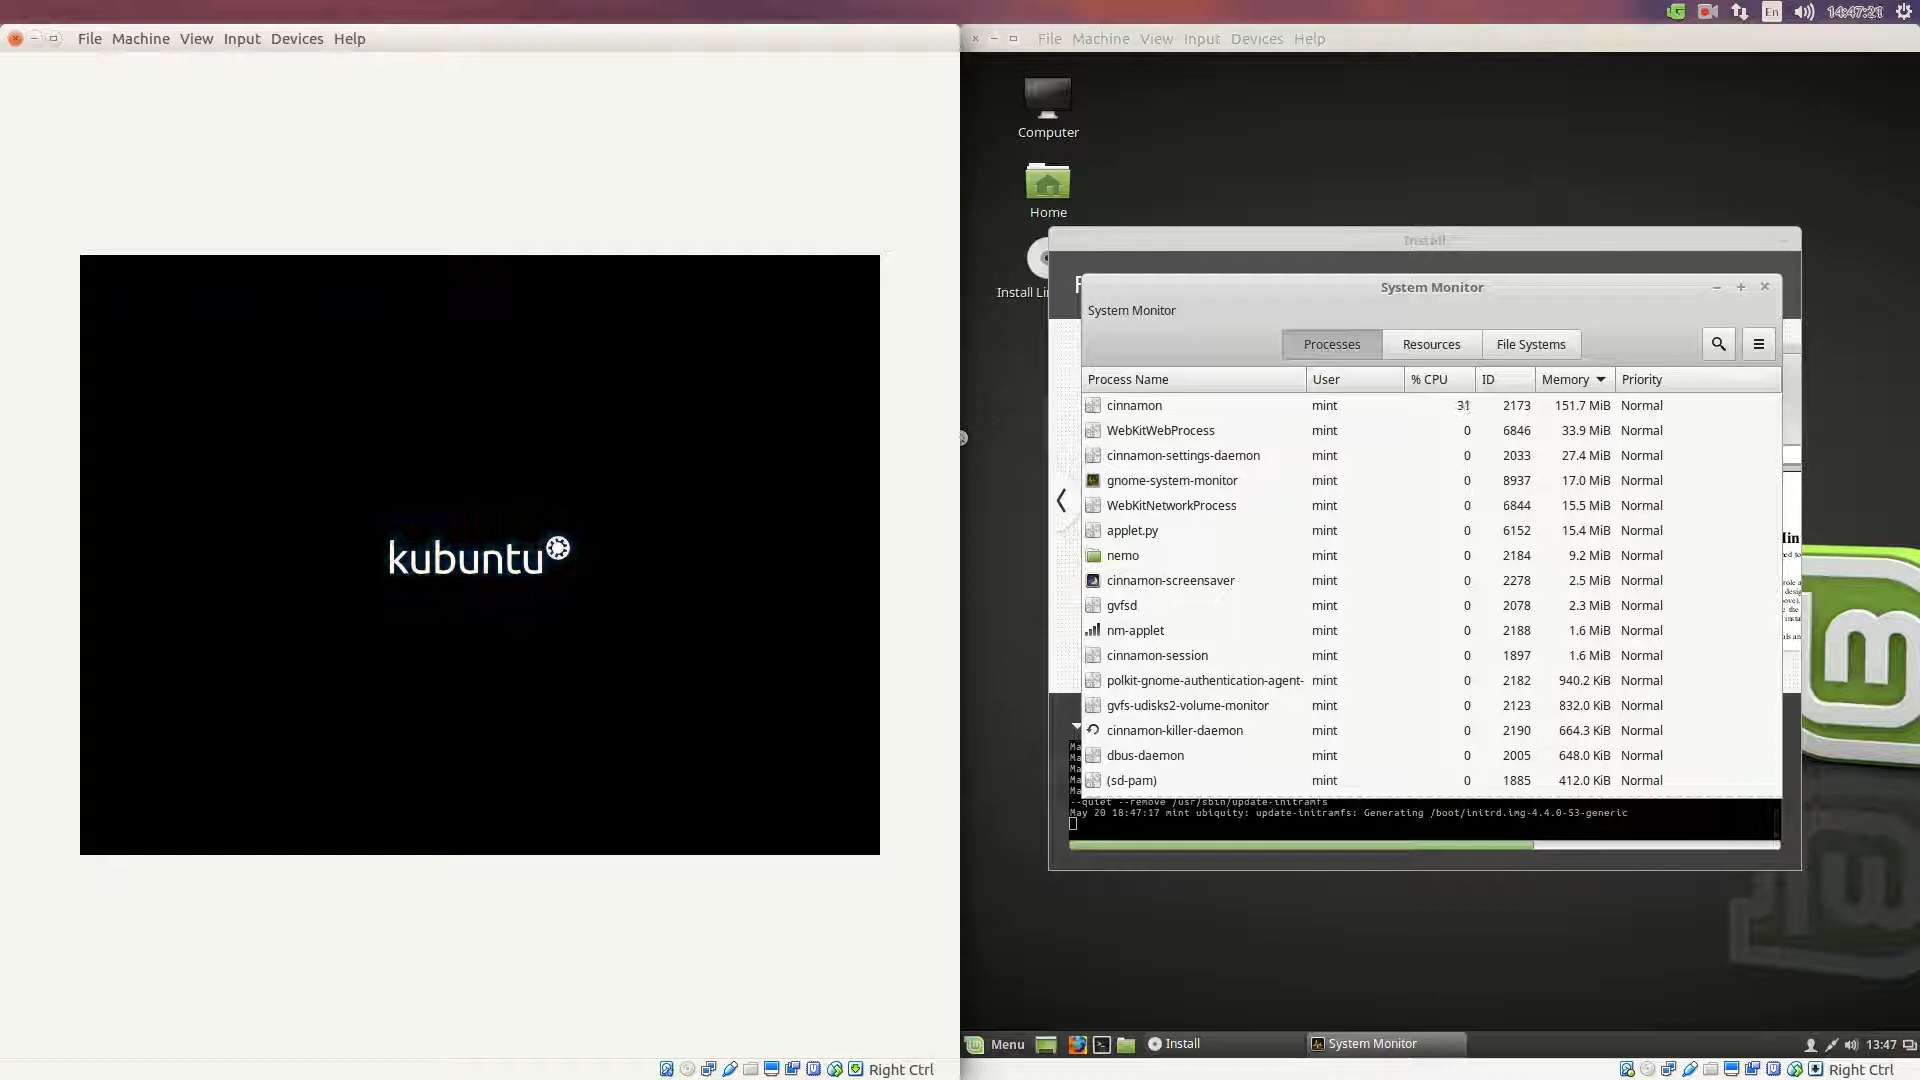 En
14:47:21
File Machine View Input Devices Help
File Machine View Input Devices Help
kubuntu
Right Ctrl
Computer
Home
Install Li
Install
System Monitor
System Monitor
Processes
Resources
File Systems
Process Name User % CPU ID Memory Priority
cinnamon mint 31 2173 151.7 MiB Normal
WebKitWebProcess mint 0 6846 33.9 MiB Normal
cinnamon-settings-daemon mint 0 2033 27.4 MiB Normal
gnome-system-monitor mint 0 8937 17.0 MiB Normal
WebKitNetworkProcess mint 0 6844 15.5 MiB Normal
applet.py mint 0 6152 15.4 MiB Normal
nemo mint 0 2184 9.2 MiB Normal
cinnamon-screensaver mint 0 2278 2.5 MiB Normal
gvfsd mint 0 2078 2.3 MiB Normal
nm-applet mint 0 2188 1.6 MiB Normal
cinnamon-session mint 0 1897 1.6 MiB Normal
polkit-gnome-authentication-agent- mint 0 2182 940.2 KiB Normal
gvfs-udisks2-volume-monitor mint 0 2123 832.0 KiB Normal
cinnamon-killer-daemon mint 0 2190 664.3 KiB Normal
dbus-daemon mint 0 2005 648.0 KiB Normal
(sd-pam) mint 0 1885 412.0 KiB Normal
--quiet --remove /usr/sbin/update-initramfs
May 20 18:47:17 mint ubiquity: update-initramfs: Generating /boot/initrd.img-4.4.0-53-generic
Menu
Install
System Monitor
13:47
Right Ctrl